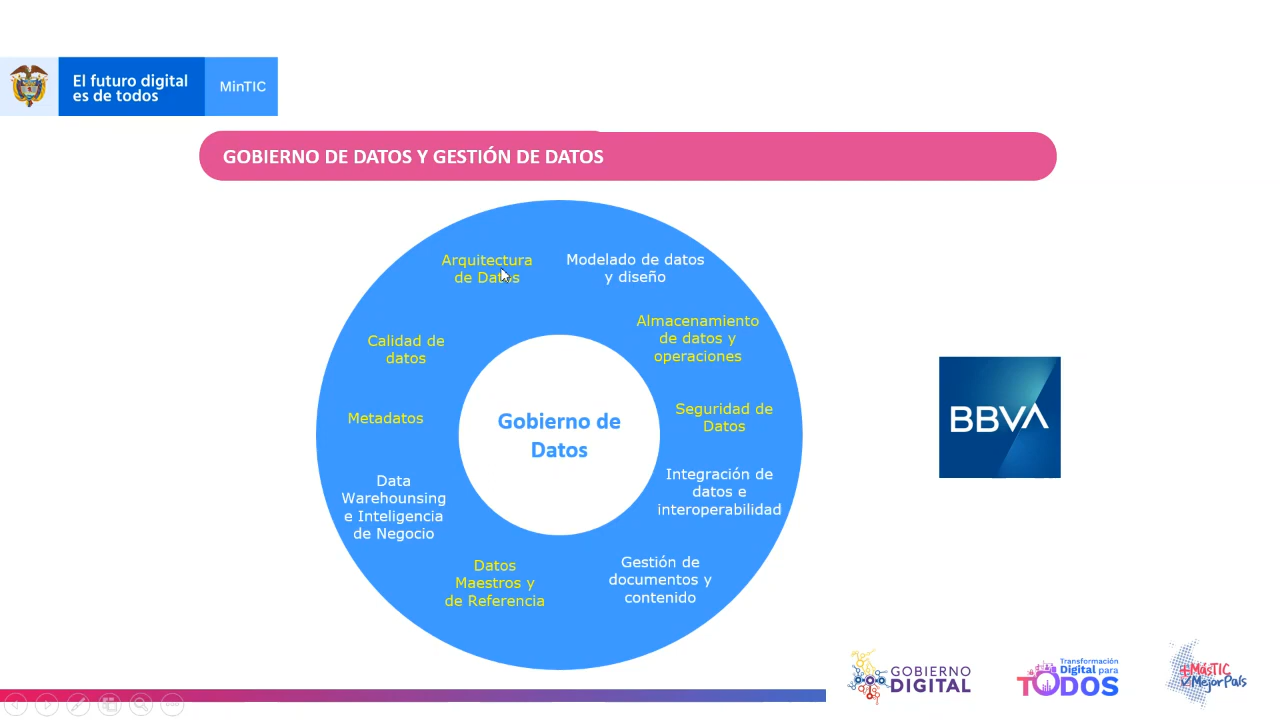 El futuro digital
es de todos
MinTIC
GOBIERNO DE DATOS Y GESTIÓN DE DATOS
Arquitectura
de Datos
Modelado de datos
y diseño
Almacenamiento
de datos y
operaciones
Calidad de
datos
Metadatos
Gobierno de
Datos
Seguridad de
Datos
BBVA
Integración de
datos e
interoperabilidad
Data
Warehounsing
e Inteligencia
de Negocio
Datos
Maestros y
de Referencia
Gestión de
documentos y
contenido
GOBIERNO
DIGITAL
Transformación
Digital para
TODOS
+MásTIC
✓MejorPaís